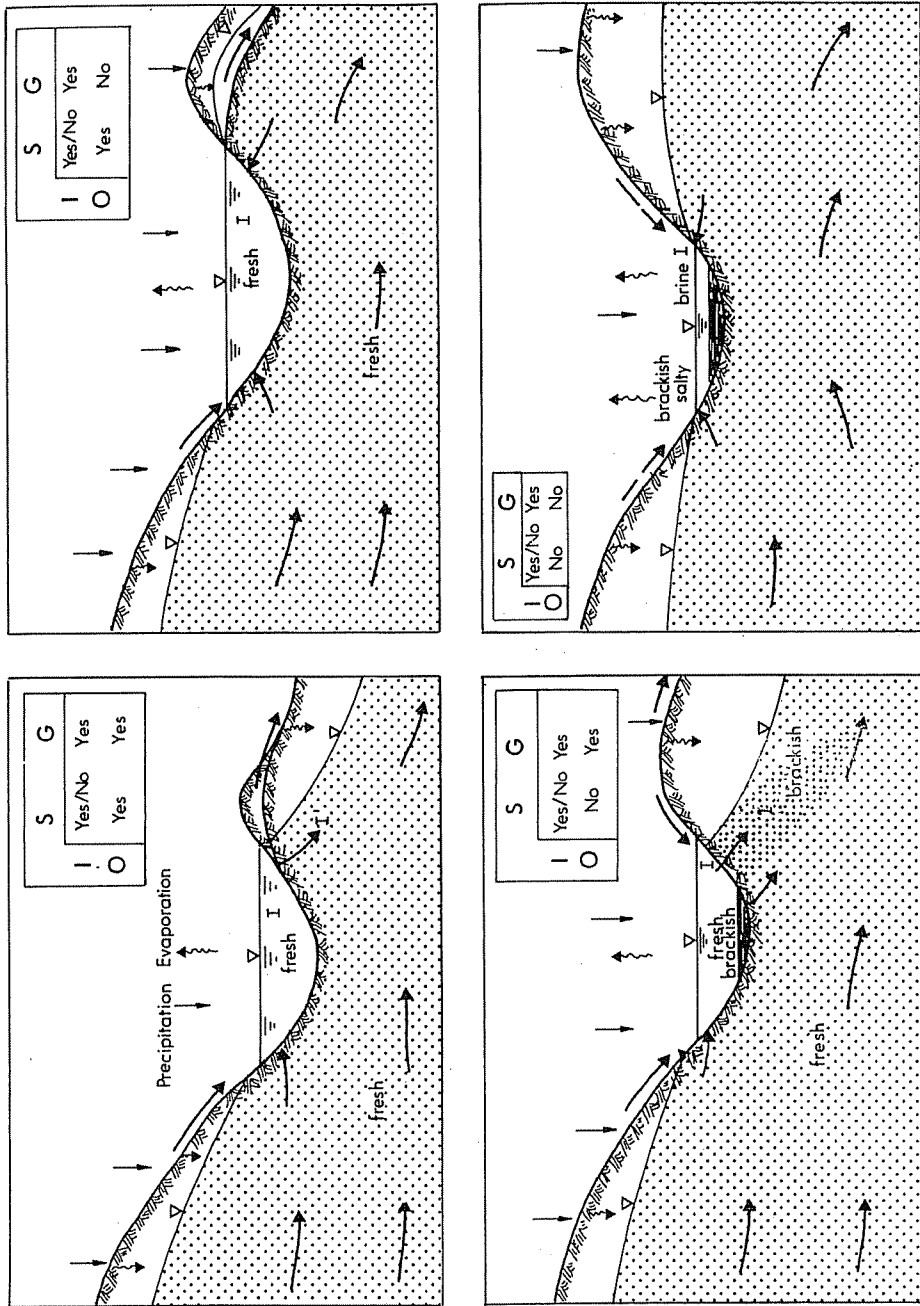 S G
I Yes/No Yes
O Yes Yes
Precipitation Evaporation
I
fresh
I'
fresh
S G
I Yes/No Yes
O Yes No
I
fresh
fresh
S G
I Yes/No Yes
O No Yes
I
fresh
brackish
I
brackish
fresh
S G
I Yes/No Yes
O No No
brackish
salty
brine I